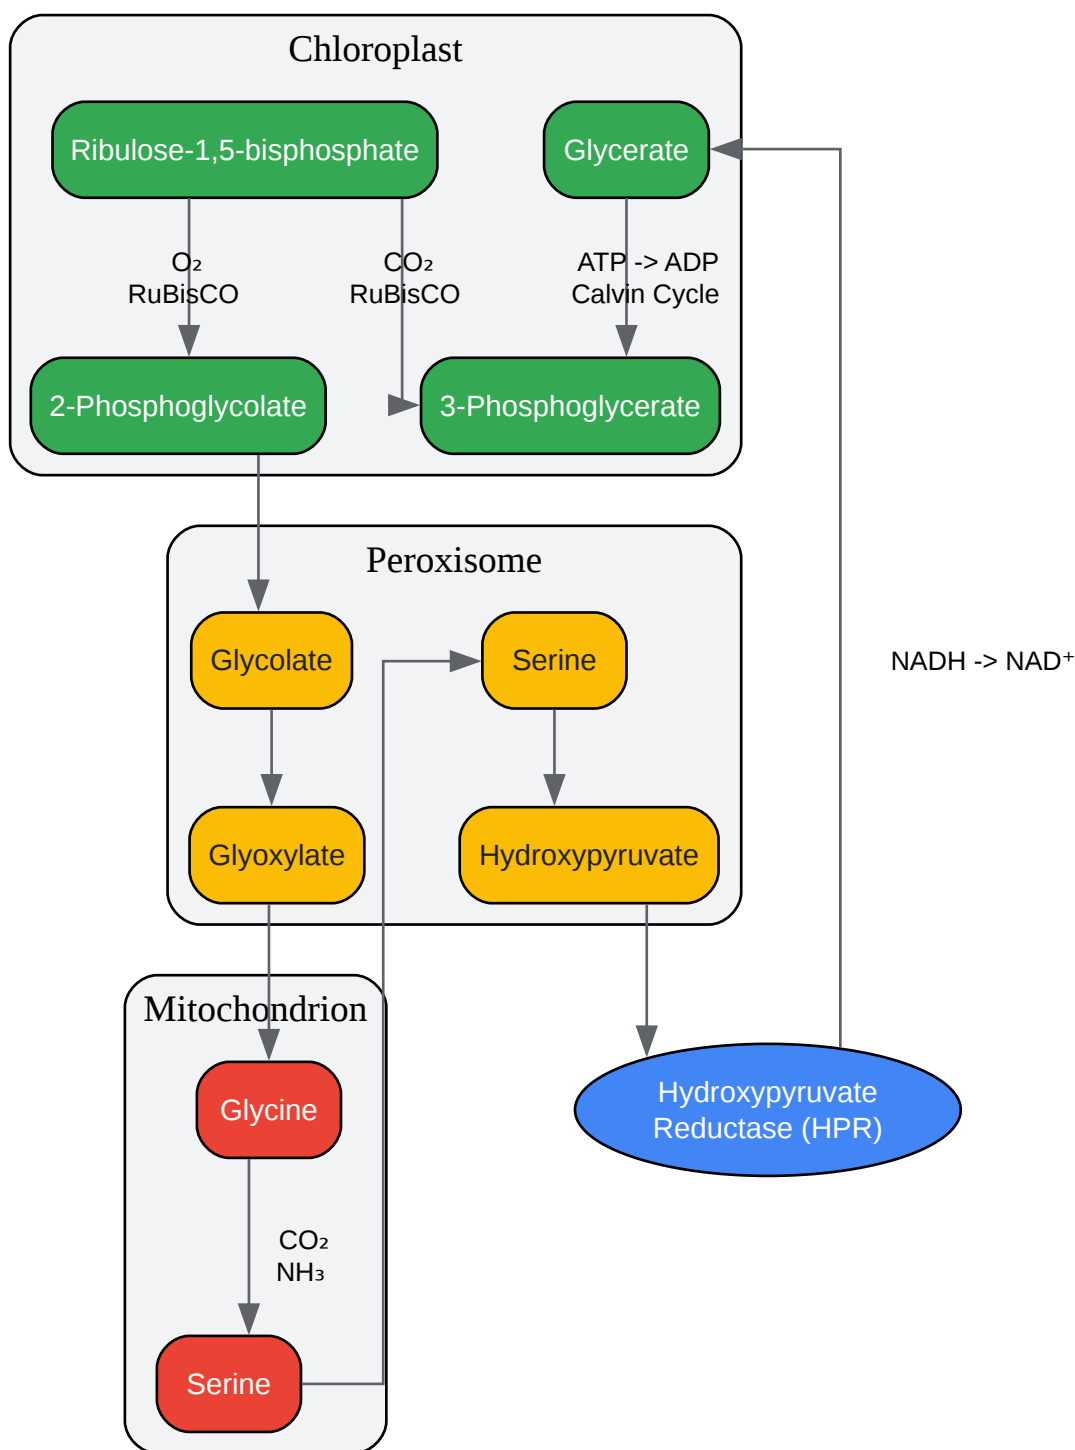 Chloroplast
Ribulose-1,5-bisphosphate
Glycerate
O₂
RuBisCO
CO₂
RuBisCO
ATP -> ADP
Calvin Cycle
2-Phosphoglycolate
3-Phosphoglycerate
Peroxisome
Glycolate
Serine
NADH -> NAD⁺
Glyoxylate
Hydroxypyruvate
Mitochondrion
Glycine
Hydroxypyruvate
Reductase (HPR)
CO₂
NH₃
Serine